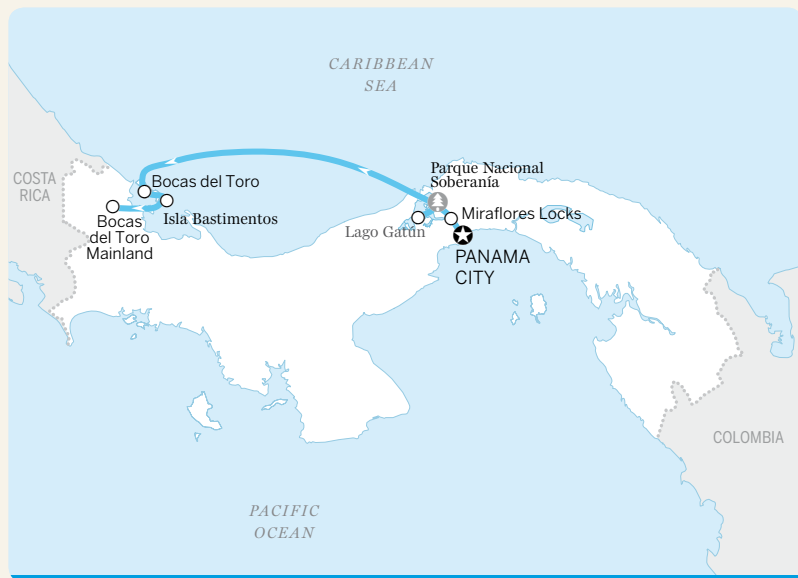 CARIBBEAN
SEA
COSTA
RICA
Bocas del Toro
Isla Bastimentos
Bocas
del Toro
Mainland
Parque Nacional
Soberanía
Miraflores Locks
Lago Gatún
PANAMA
CITY
COLOMBIA
PACIFIC
OCEAN